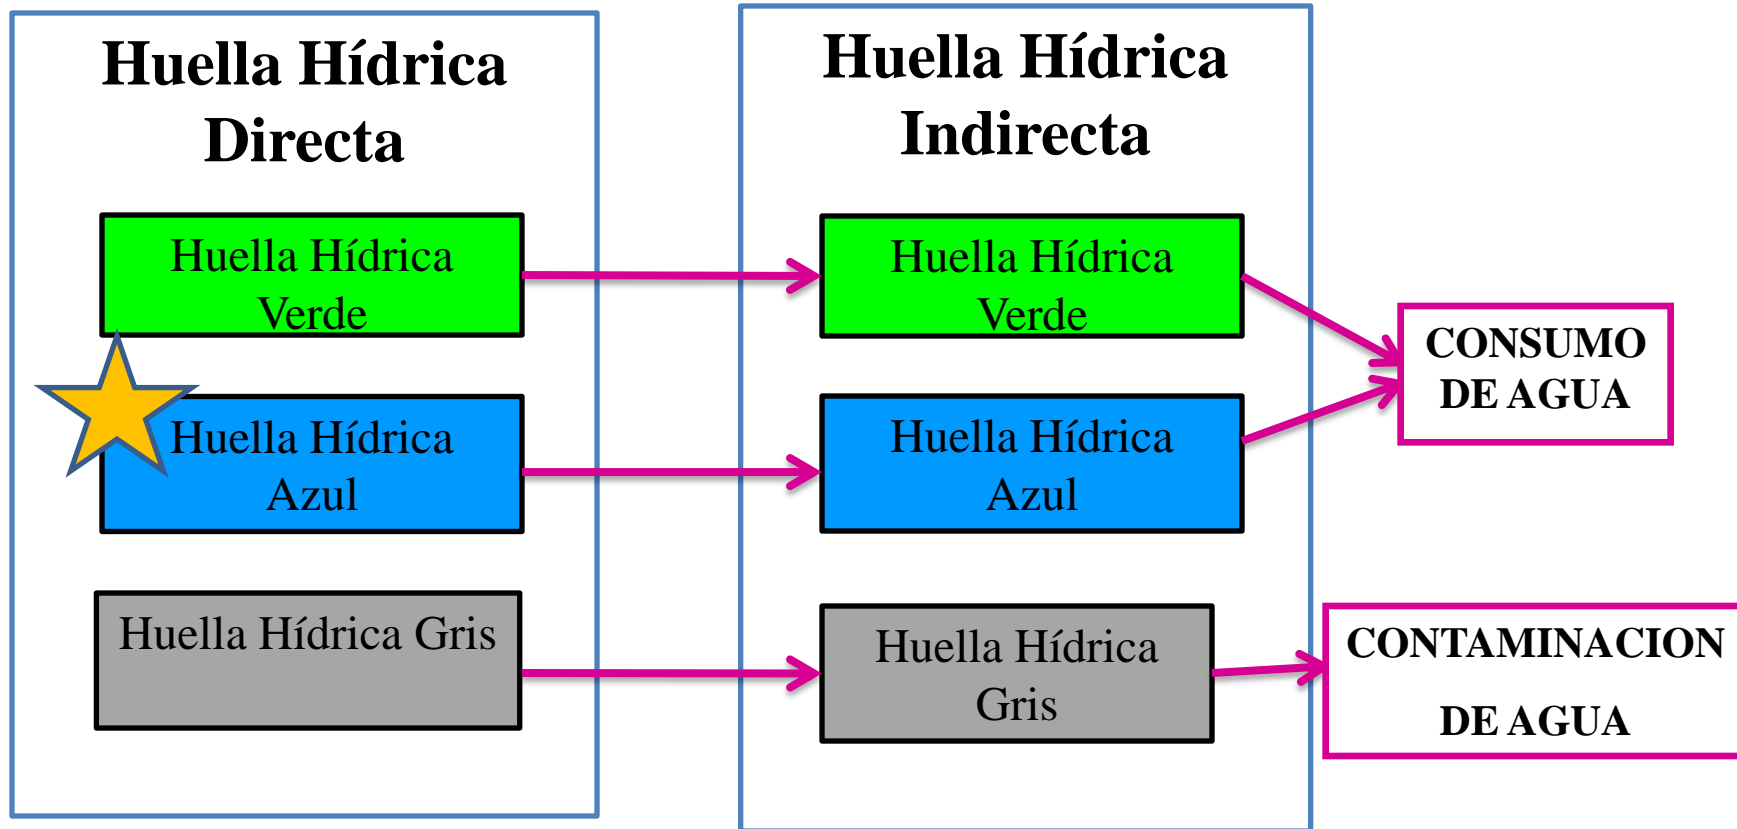 Huella Hídrica
Directa
Huella Hídrica
Verde
Huella Hídrica
Azul
Huella Hídrica Gris
Huella Hídrica
Indirecta
Huella Hídrica
Verde
Huella Hídrica
Azul
Huella Hídrica
Gris
CONSUMO
DE AGUA
CONTAMINACION
DE AGUA